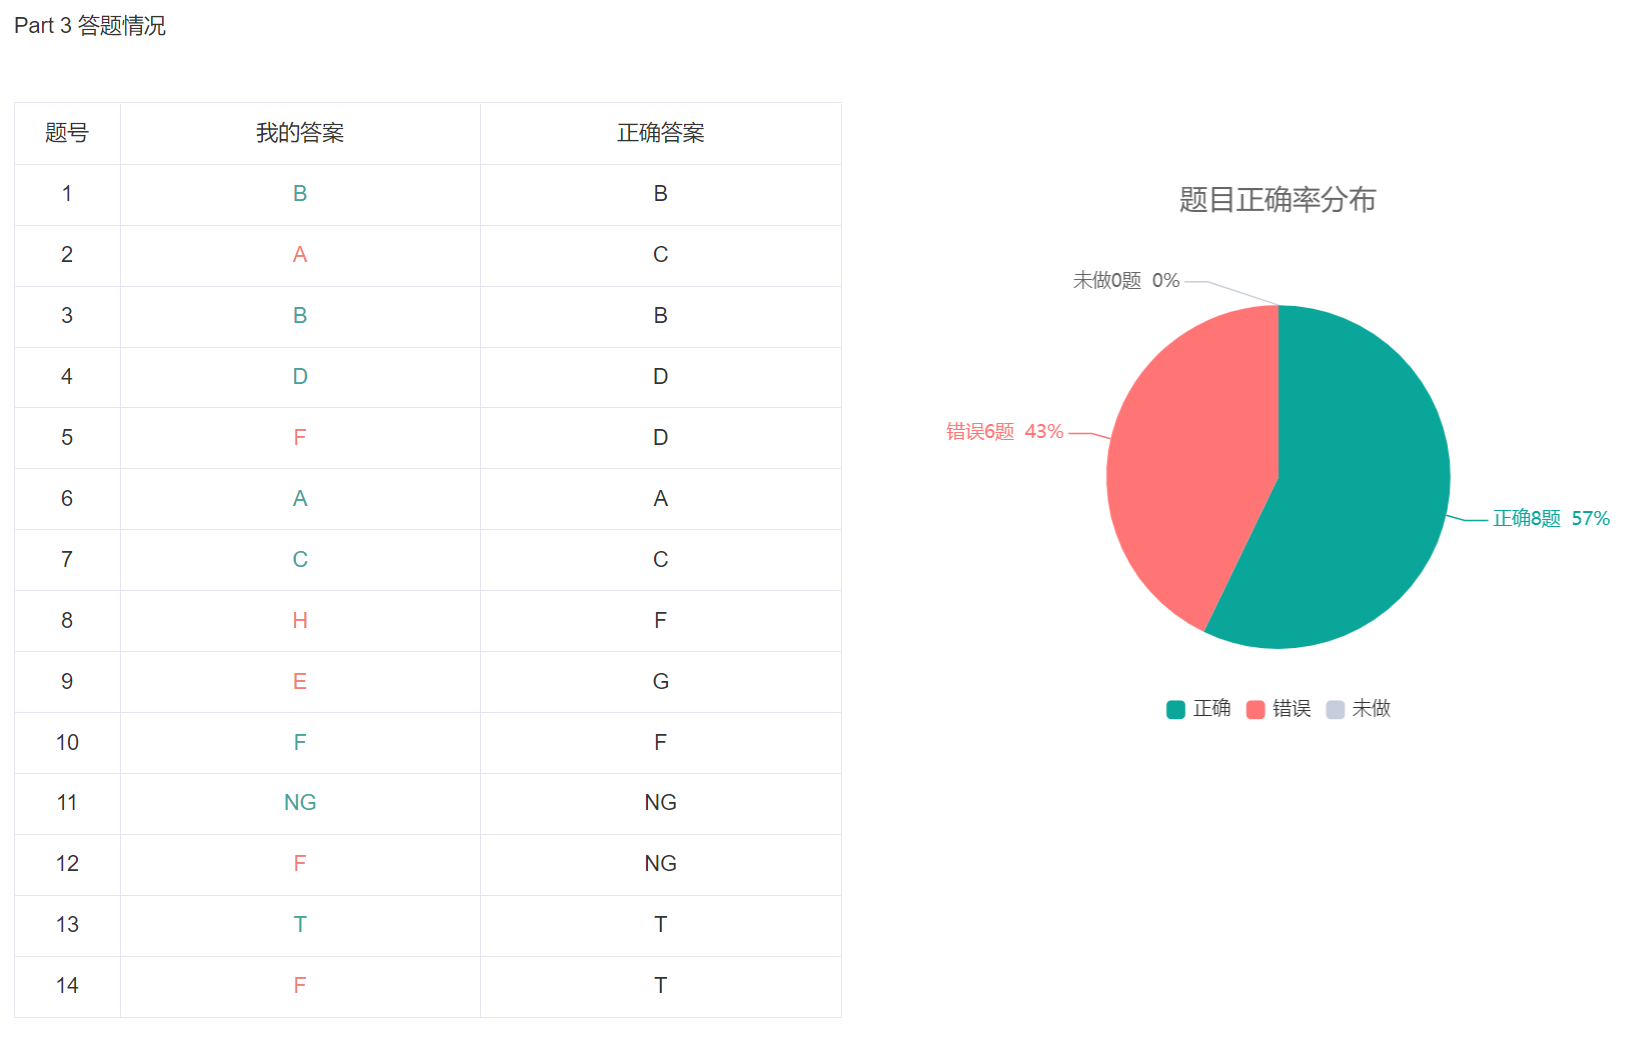 Part 3 答题情况
题号 我的答案 正确答案
1 B B
2 A C
3 B B
4 D D
5 F D
6 A A
7 C C
8 H F
9 E G
10 F F
11 NG NG
12 F NG
13 T T
14 F T
题目正确率分布
未做0题 0%
错误6题 43%
正确8题 57%
正确 错误 未做